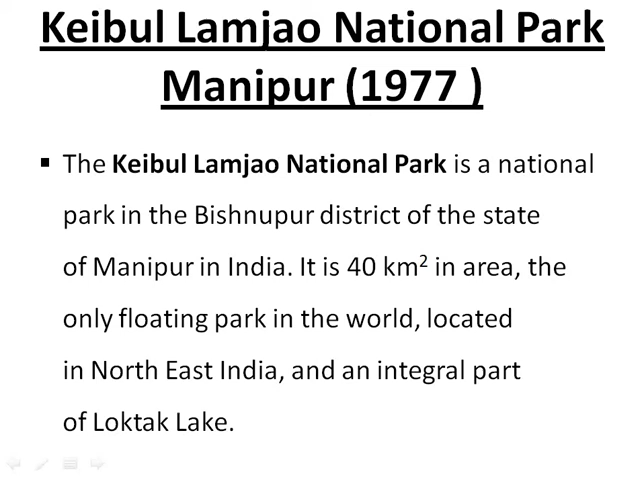 Keibul Lamjao National Park
Manipur (1977 )
▪ The Keibul Lamjao National Park is a national
park in the Bishnupur district of the state
of Manipur in India. It is 40 km² in area, the
only floating park in the world, located
in North East India, and an integral part
of Loktak Lake.